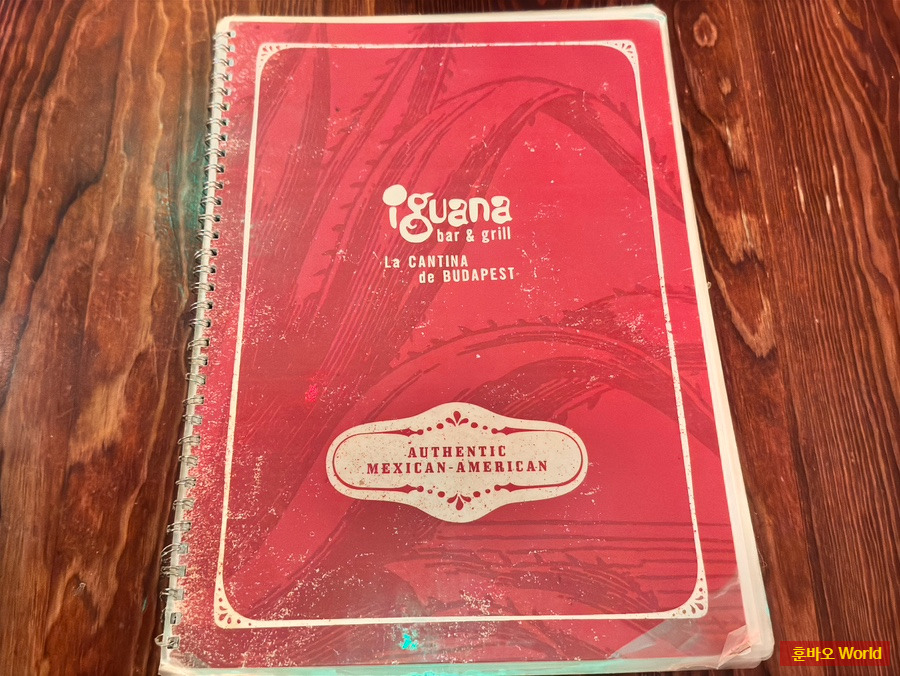 iguana
bar & grill
La CANTINA
de BUDAPEST
AUTHENTIC
MEXICAN-AMERICAN
훈바오 World